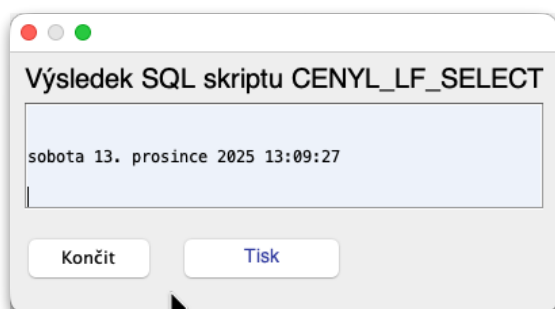 Výsledek SQL skriptu CENYL_LF_SELECT
sobota 13. prosince 2025 13:09:27
Končit Tisk